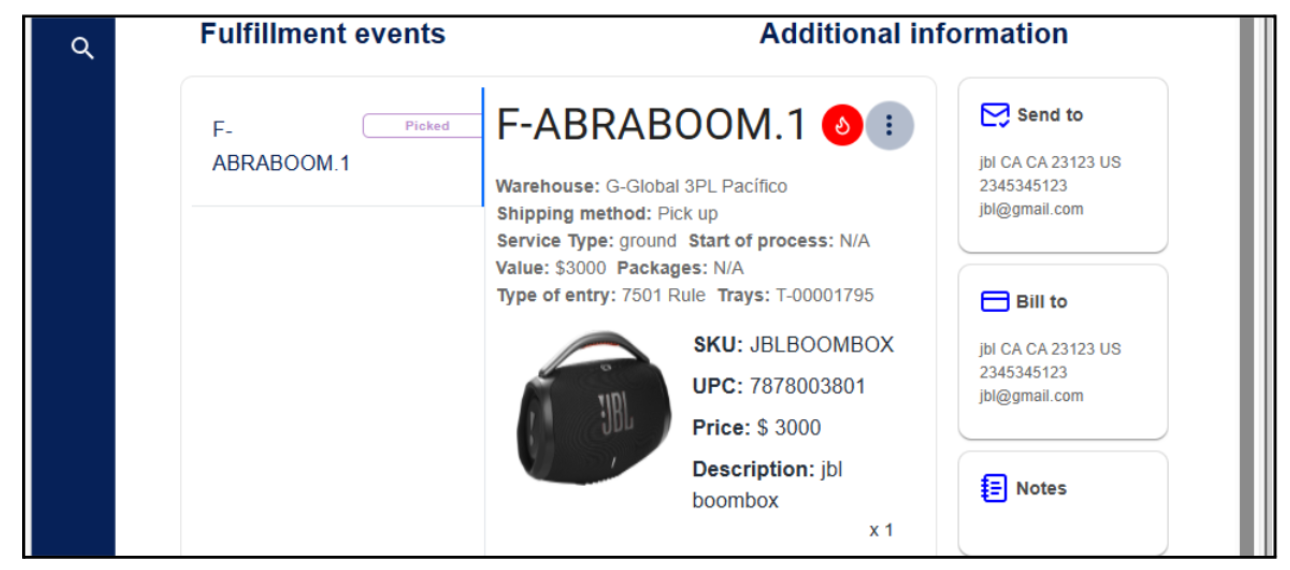 Fulfillment events
Additional information
F-
ABRABOOM.1
Picked
F-ABRABOOM.1
Warehouse: G-Global 3PL Pacífico
Shipping method: Pick up
Service Type: ground Start of process: N/A
Value: $3000 Packages: N/A
Type of entry: 7501 Rule Trays: T-00001795
JBL
SKU: JBLBOOMBOX
UPC: 7878003801
Price: $ 3000
Description: jbl
boombox
x 1
Send to
jbl CA CA 23123 US
2345345123
jbl@gmail.com
Bill to
jbl CA CA 23123 US
2345345123
jbl@gmail.com
Notes